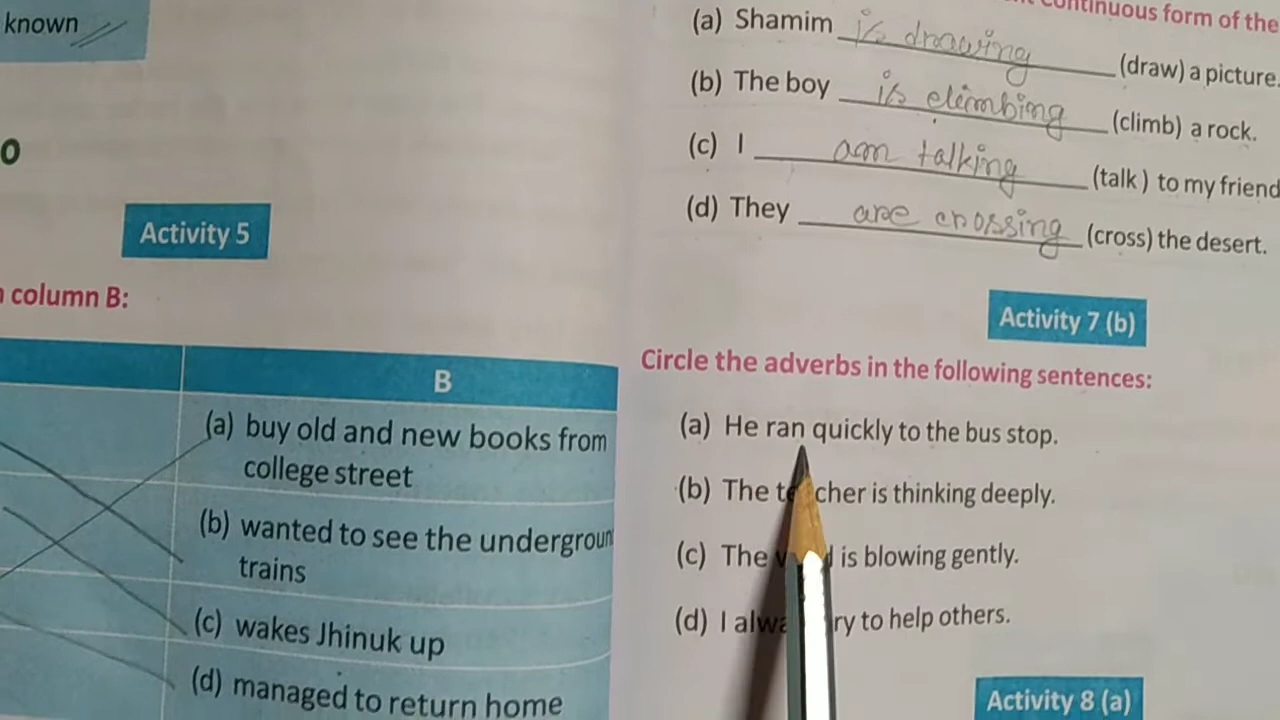 known
o
Activity 5
column B:
B
(a) buy old and new books from
college street
(b) wanted to see the undergroun
trains
(c) wakes Jhinuk up
(d) managed to return home
continuous form of the
(a) Shamim is drawing (draw) a picture.
(b) The boy is climbing (climb) a rock.
(c) I am talking (talk ) to my friend
(d) They are crossing (cross) the desert.
Activity 7 (b)
Circle the adverbs in the following sentences:
(a) He ran quickly to the bus stop.
(b) The teacher is thinking deeply.
(c) The is blowing gently.
(d) I to help others.
Activity 8 (a)